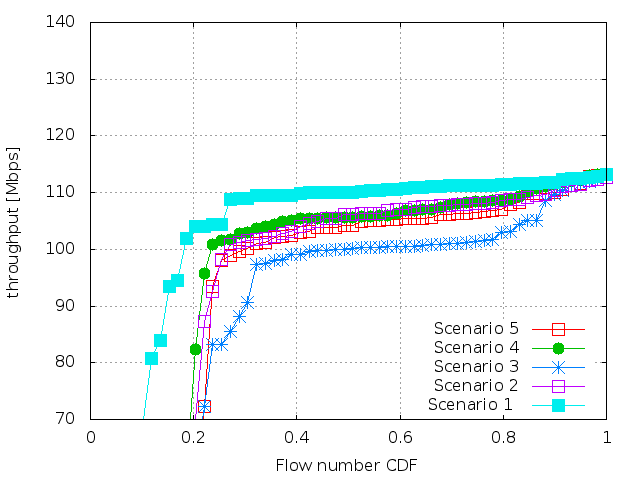 140
130
120
110
100
90
80
70
throughput [Mbps]
Scenario 5
Scenario 4
Scenario 3
Scenario 2
Scenario 1
0 0.2 0.4 0.6 0.8 1
Flow number CDF